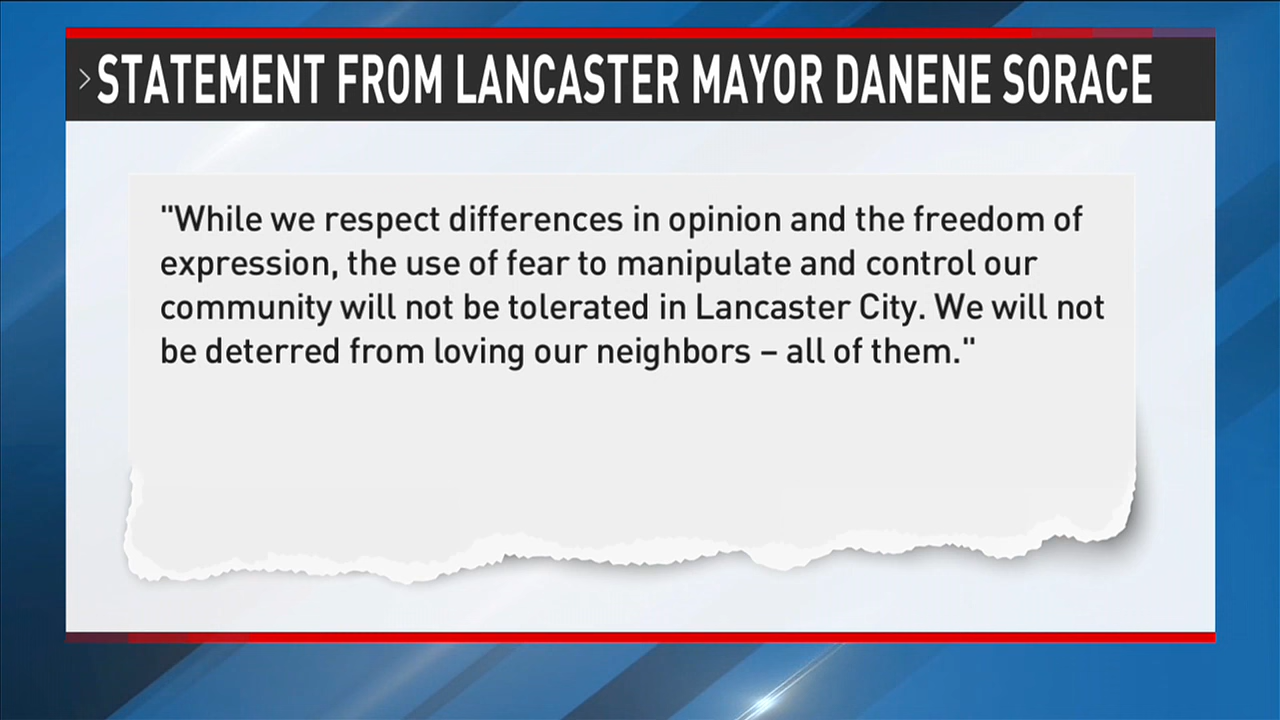 > STATEMENT FROM LANCASTER MAYOR DANENE SORACE
"While we respect differences in opinion and the freedom of
expression, the use of fear to manipulate and control our
community will not be tolerated in Lancaster City. We will not
be deterred from loving our neighbors – all of them."